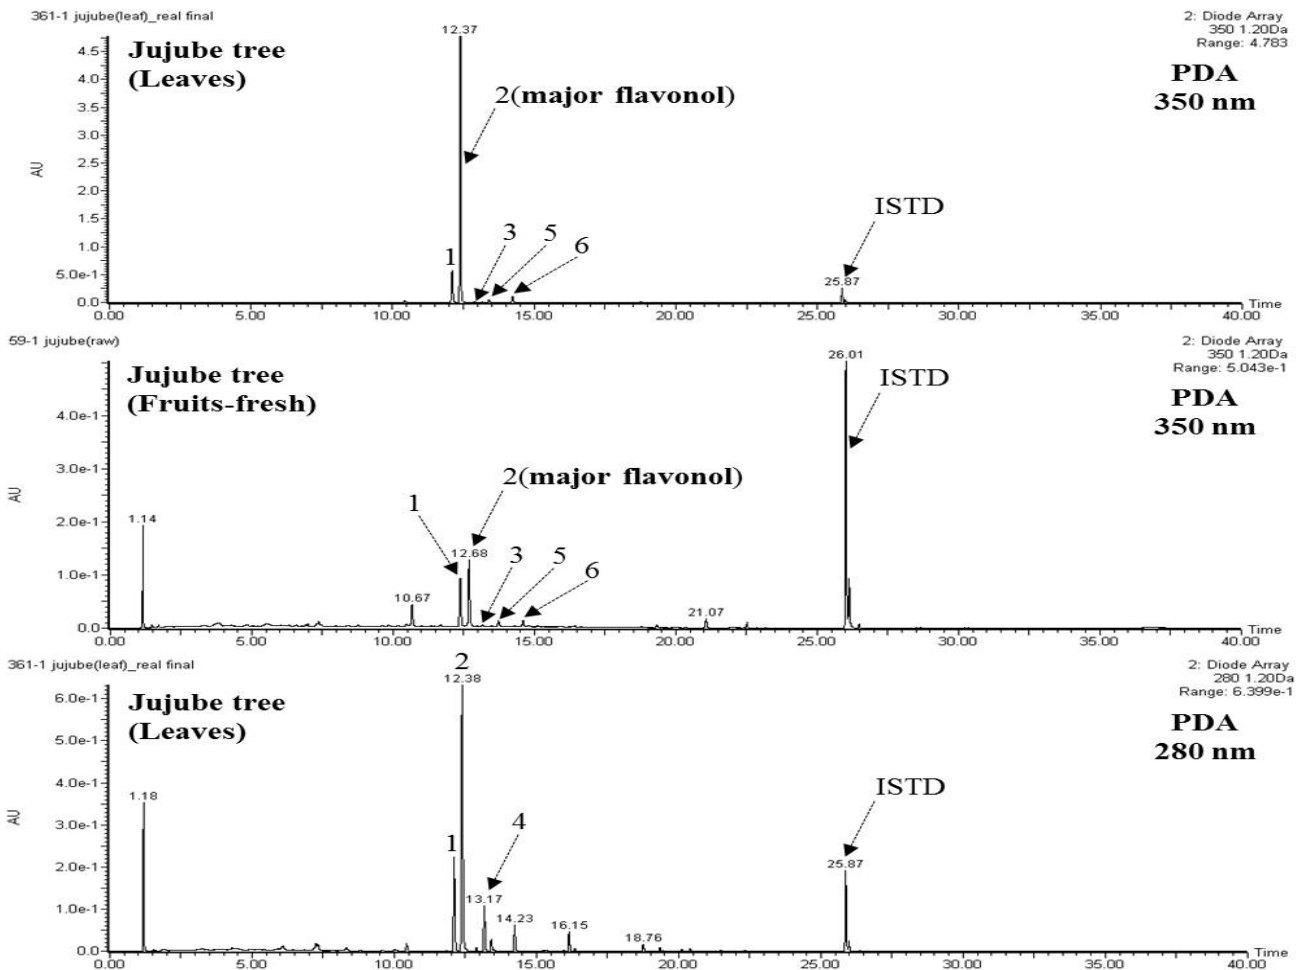 361-1 jujube(leaf)_real final
2: Diode Array
350 1.20Da
Range: 4.783
Jujube tree
(Leaves)
PDA
350 nm
12.37
2(major flavonol)
ISTD
25.87
1
3
5
6
AU
4.5
4.0
3.5
3.0
2.5
2.0
1.5
1.0
5.0e-1
0.0
0.00 5.00 10.00 15.00 20.00 25.00 30.00 35.00 40.00
Time
59-1 jujube(raw)
2: Diode Array
350 1.20Da
Range: 5.043e-1
Jujube tree
(Fruits-fresh)
PDA
350 nm
26.01
ISTD
2(major flavonol)
1
12.68
3
5
6
1.14
10.67
21.07
AU
4.0e-1
3.0e-1
2.0e-1
1.0e-1
0.0
0.00 5.00 10.00 15.00 20.00 25.00 30.00 35.00 40.00
Time
361-1 jujube(leaf)_real final
2: Diode Array
280 1.20Da
Range: 6.399e-1
Jujube tree
(Leaves)
PDA
280 nm
2
12.38
1.18
1
4
13.17
14.23
16.15
18.76
ISTD
25.87
AU
6.0e-1
5.0e-1
4.0e-1
3.0e-1
2.0e-1
1.0e-1
0.0
0.00 5.00 10.00 15.00 20.00 25.00 30.00 35.00 40.00
Time